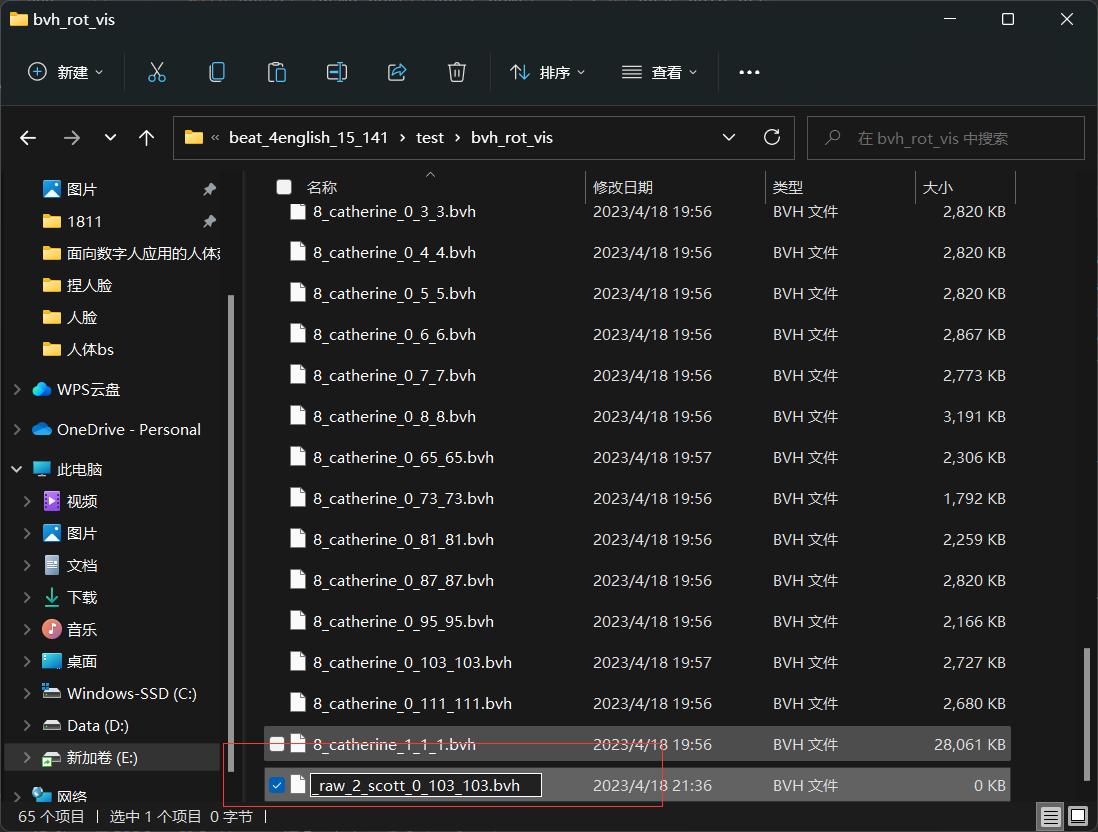 bvh_rot_vis
新建
排序
查看
« beat_4english_15_141 › test › bvh_rot_vis
在 bvh_rot_vis 中搜索
图片
1811
面向数字人应用的人体
捏人脸
人脸
人体bs
WPS云盘
OneDrive - Personal
此电脑
视频
图片
文档
下载
音乐
桌面
Windows-SSD (C:)
Data (D:)
新加卷 (E:)
网络
名称 修改日期 类型 大小
8_catherine_0_3_3.bvh 2023/4/18 19:56 BVH 文件 2,820 KB
8_catherine_0_4_4.bvh 2023/4/18 19:56 BVH 文件 2,820 KB
8_catherine_0_5_5.bvh 2023/4/18 19:56 BVH 文件 2,820 KB
8_catherine_0_6_6.bvh 2023/4/18 19:56 BVH 文件 2,867 KB
8_catherine_0_7_7.bvh 2023/4/18 19:56 BVH 文件 2,773 KB
8_catherine_0_8_8.bvh 2023/4/18 19:56 BVH 文件 3,191 KB
8_catherine_0_65_65.bvh 2023/4/18 19:57 BVH 文件 2,306 KB
8_catherine_0_73_73.bvh 2023/4/18 19:56 BVH 文件 1,792 KB
8_catherine_0_81_81.bvh 2023/4/18 19:56 BVH 文件 2,259 KB
8_catherine_0_87_87.bvh 2023/4/18 19:56 BVH 文件 2,820 KB
8_catherine_0_95_95.bvh 2023/4/18 19:56 BVH 文件 2,166 KB
8_catherine_0_103_103.bvh 2023/4/18 19:57 BVH 文件 2,727 KB
8_catherine_0_111_111.bvh 2023/4/18 19:56 BVH 文件 2,680 KB
8_catherine_1_1_1.bvh 2023/4/18 19:56 BVH 文件 28,061 KB
_raw_2_scott_0_103_103.bvh 2023/4/18 21:36 BVH 文件 0 KB
65 个项目 | 选中 1 个项目 0 字节 |